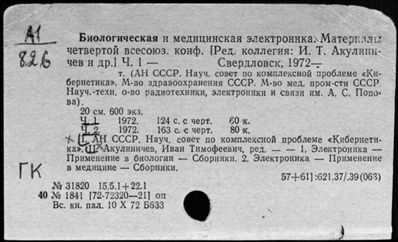 А1
82б
Биологическая и медицинская электроника. Материалы
четвертой всесоюз. конф. [Ред. коллегия: И. Т. Акулинич
чев и др.] Ч. 1 — Свердловск, 1972—
т. (АН СССР. Науч. совет по комплексной проблеме «Ки-
бернетика». М-во здравоохранения СССР. М-во мед. пром-сти СССР
Науч.-техн. о-во радиотехники, электроники и связи им. А. С. Попо-
ва).
20 см. 600 экз.
Ч. 1 1972. 124 с. с черт. 60 к.
Ч. 2 1972. 163 с. с черт. 80 к.
I. АН СССР. Науч. совет по комплексной проблеме «Кибернети-
ка». II. Акулиничев, Иван Тимофеевич, ред. — — 1. Электроника —
Применение в биологии — Сборники. 2. Электроника — Применение
в медицине — Сборники.
57+61]:621.37/.39(063)
ГК
№ 31820 15.5.1+22.1
40 № 1841 [72-72320—21] оп
Вс. кн. пал. 10 X 72 Б633